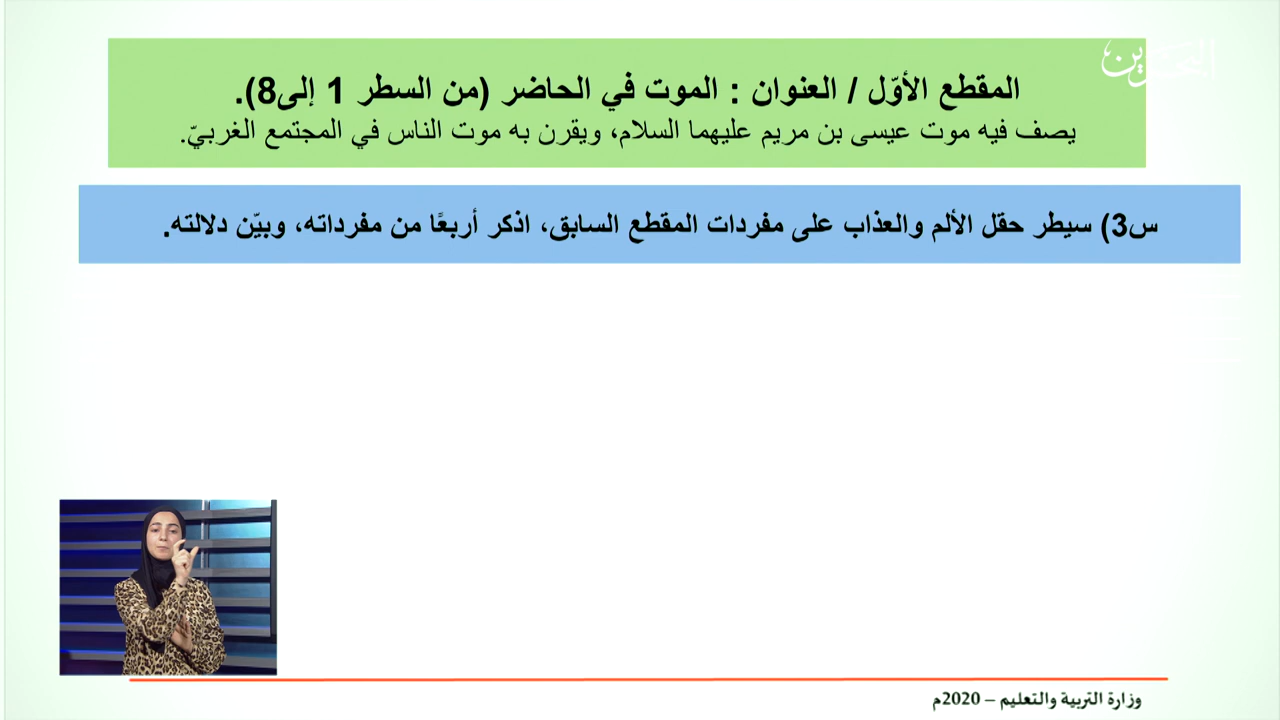 البحرين
المقطع الأوّل / العنوان : الموت في الحاضر (من السطر 1 إلى8).
يصف فيه موت عيسى بن مريم عليهما السلام، ويقرن به موت الناس في المجتمع الغربيّ.
س3) سيطر حقل الألم والعذاب على مفردات المقطع السابق، اذكر أربعًا من مفرداته، وبيّن دلالته.
وزارة التربية والتعليم – 2020م